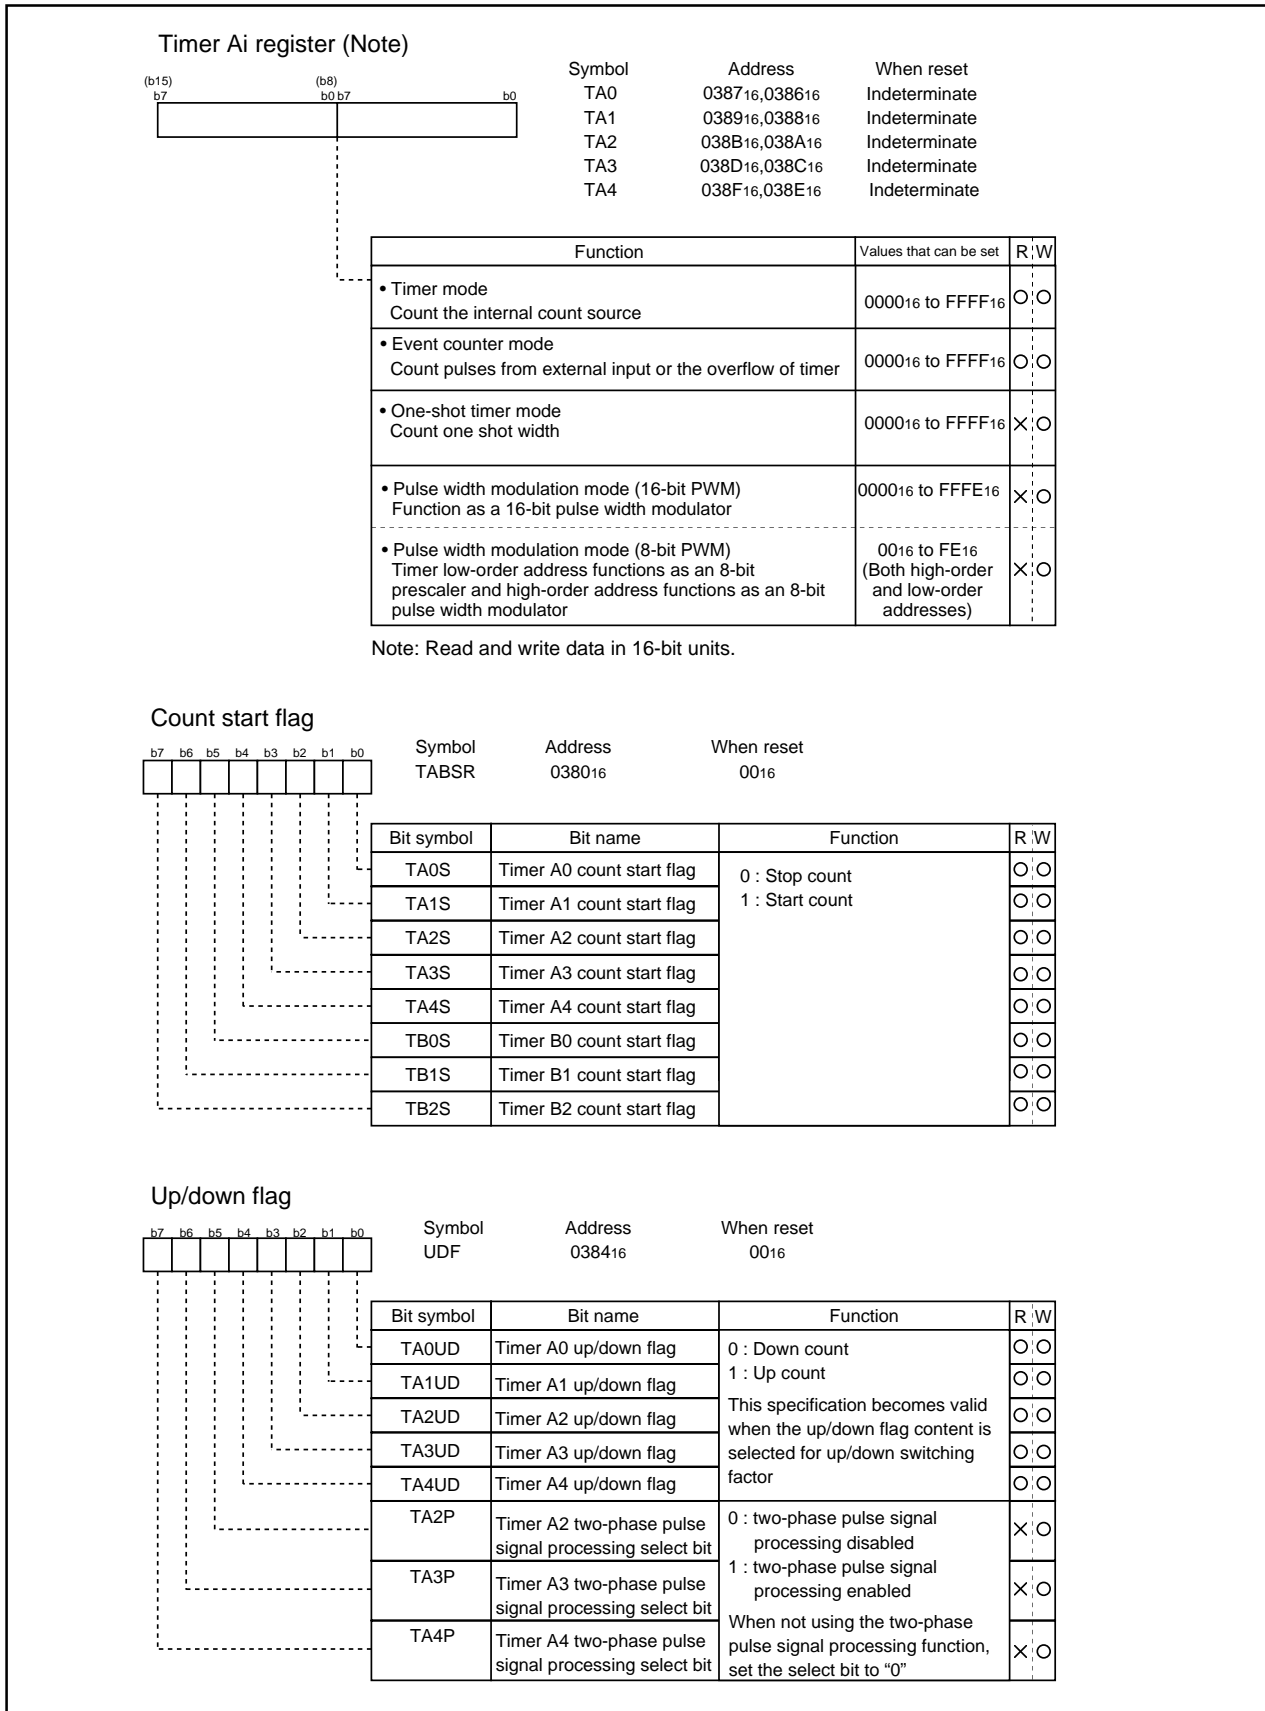 Timer Ai register (Note)
(b15) (b8)
b7 b0 b7 b0
Symbol Address When reset
TA0 038716,038616 Indeterminate
TA1 038916,038816 Indeterminate
TA2 038B16,038A16 Indeterminate
TA3 038D16,038C16 Indeterminate
TA4 038F16,038E16 Indeterminate
Function Values that can be set R W
• Timer mode
Count the internal count source 000016 to FFFF16
• Event counter mode
Count pulses from external input or the overflow of timer 000016 to FFFF16
• One-shot timer mode
Count one shot width 000016 to FFFF16
• Pulse width modulation mode (16-bit PWM) 000016 to FFFE16
Function as a 16-bit pulse width modulator
• Pulse width modulation mode (8-bit PWM) 0016 to FE16
Timer low-order address functions as an 8-bit (Both high-order
prescaler and high-order address functions as an 8-bit and low-order
pulse width modulator addresses)
Note: Read and write data in 16-bit units.
Count start flag
b7 b6 b5 b4 b3 b2 b1 b0
Symbol Address When reset
TABSR 038016 0016
Bit symbol Bit name Function R W
TA0S Timer A0 count start flag 0 : Stop count
TA1S Timer A1 count start flag 1 : Start count
TA2S Timer A2 count start flag
TA3S Timer A3 count start flag
TA4S Timer A4 count start flag
TB0S Timer B0 count start flag
TB1S Timer B1 count start flag
TB2S Timer B2 count start flag
Up/down flag
b7 b6 b5 b4 b3 b2 b1 b0
Symbol Address When reset
UDF 038416 0016
Bit symbol Bit name Function R W
TA0UD Timer A0 up/down flag 0 : Down count
TA1UD Timer A1 up/down flag 1 : Up count
TA2UD Timer A2 up/down flag This specification becomes valid
when the up/down flag content is
TA3UD Timer A3 up/down flag selected for up/down switching
TA4UD Timer A4 up/down flag factor
TA2P Timer A2 two-phase pulse 0 : two-phase pulse signal
signal processing select bit processing disabled
TA3P Timer A3 two-phase pulse 1 : two-phase pulse signal
signal processing select bit processing enabled
TA4P Timer A4 two-phase pulse When not using the two-phase
signal processing select bit pulse signal processing function,
set the select bit to “0”